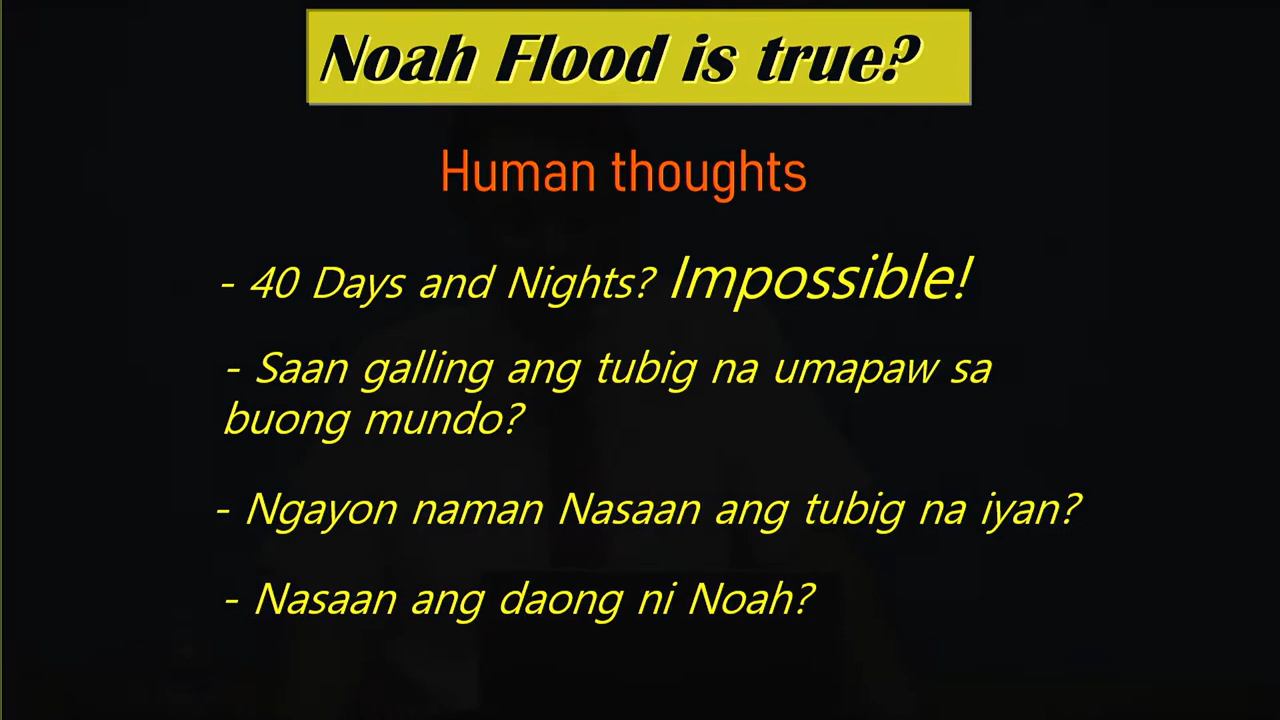 Noah Flood is true?
Human thoughts
- 40 Days and Nights? Impossible!
- Saan galling ang tubig na umapaw sa
buong mundo?
- Ngayon naman Nasaan ang tubig na iyan?
- Nasaan ang daong ni Noah?